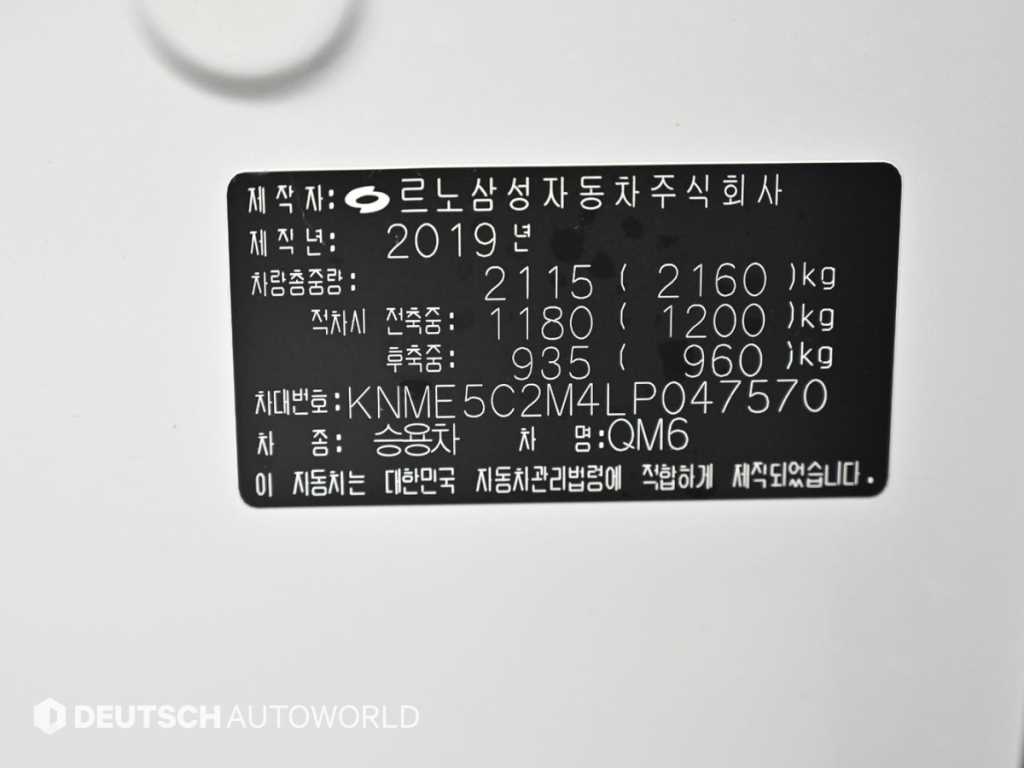 제 작 자: 르노삼성자동차주식회사
제 작 년: 2019 년
차량총중량: 2115 ( 2160 )kg
적차시 전축중: 1180 ( 1200 )kg
후축중: 935 ( 960 )kg
차대번호:KNME5C2M4LP047570
차 종: 승용차 차 명:QM6
이 자동차는 대한민국 자동차관리법령에 적합하게 제작되었습니다.
DEUTSCH AUTOWORLD